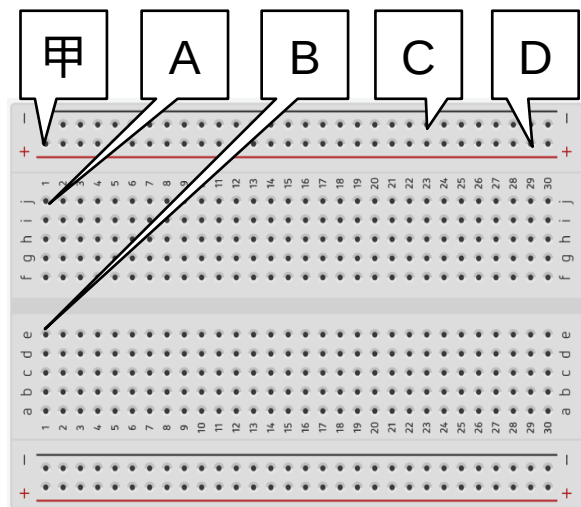 甲 A B C D
− −
+ +
1 2 3 4 5 6 7 8 9 10 11 12 13 14 15 16 17 18 19 20 21 22 23 24 25 26 27 28 29 30
j j
i i
h h
g g
f f
e e
d d
c c
b b
a a
1 2 3 4 5 6 7 8 9 10 11 12 13 14 15 16 17 18 19 20 21 22 23 24 25 26 27 28 29 30
− −
+ +